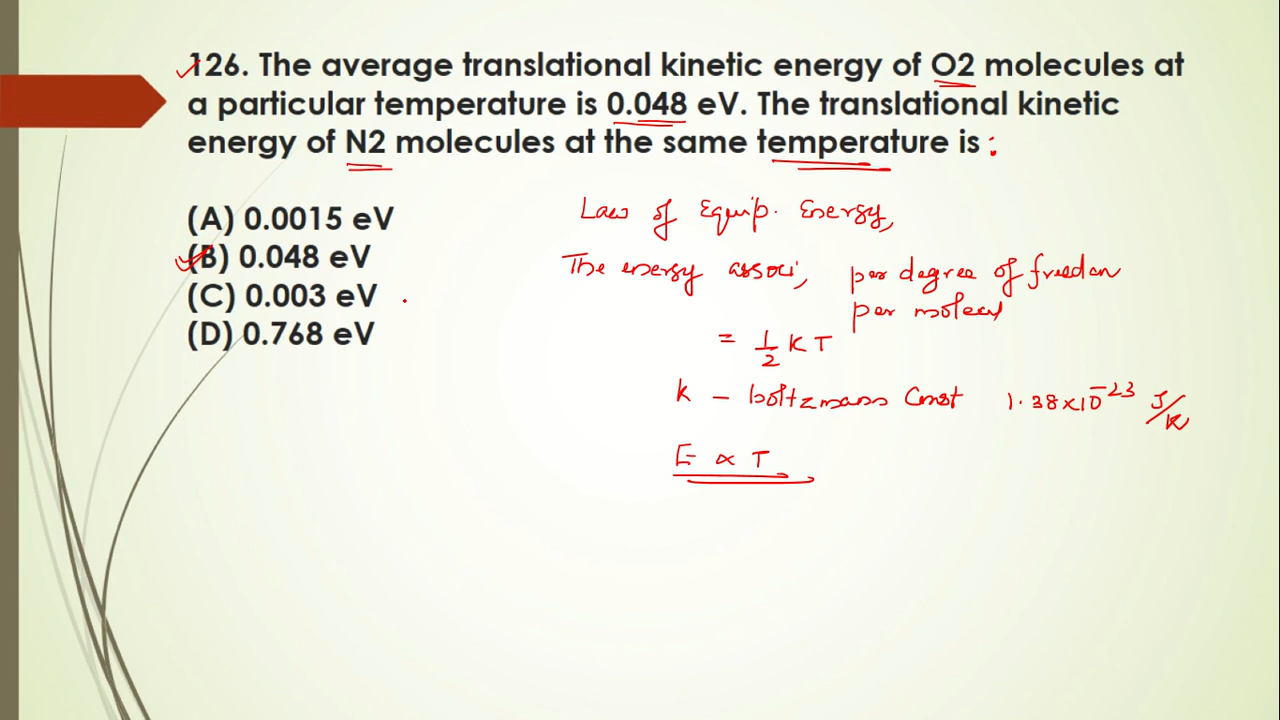 126. The average translational kinetic energy of O2 molecules at
a particular temperature is 0.048 eV. The translational kinetic
energy of N2 molecules at the same temperature is :
(A) 0.0015 eV
(B) 0.048 eV
(C) 0.003 eV
(D) 0.768 eV
Law of Equip. Energy,
The energy associ, per degree of freedom
per molecul
= 1/2 K T
k - boltzmann Const 1.38×10⁻²³ J/K
E ∝ T